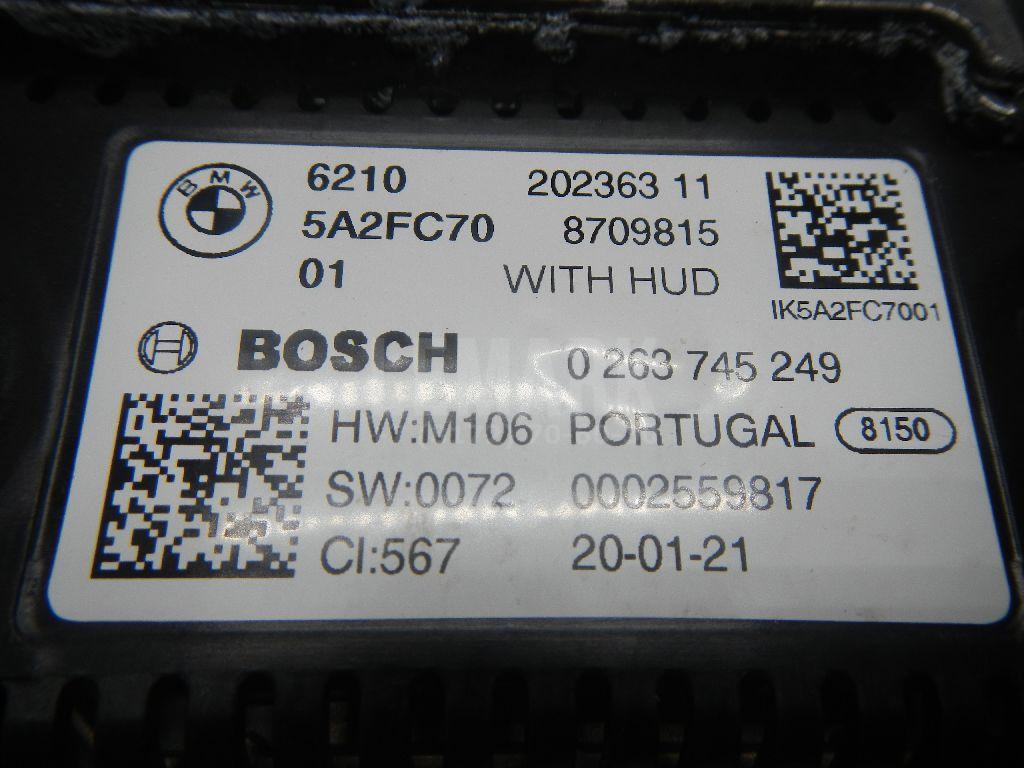 BMW
6210 202363 11
5A2FC70 8709815
01 WITH HUD
IK5A2FC7001
BOSCH 0 263 745 249
HW:M106 PORTUGAL 8150
SW:0072 0002559817
CI:567 20-01-21